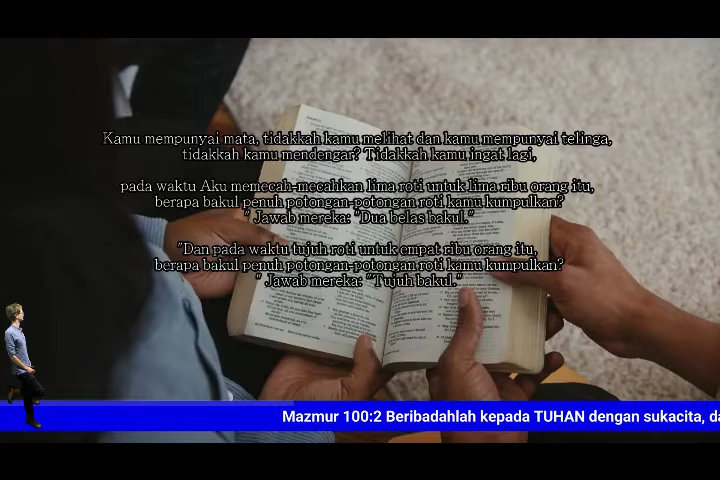 Kamu mempunyai mata, tidakkah kamu melihat dan kamu mempunyai telinga,
tidakkah kamu mendengar? Tidakkah kamu ingat lagi,
pada waktu Aku memecah-mecahkan lima roti untuk lima ribu orang itu,
berapa bakul penuh potongan-potongan roti kamu kumpulkan?
" Jawab mereka: "Dua belas bakul."
"Dan pada waktu tujuh roti untuk empat ribu orang itu,
berapa bakul penuh potongan-potongan roti kamu kumpulkan?
" Jawab mereka: "Tujuh bakul."
Mazmur 100:2 Beribadahlah kepada TUHAN dengan sukacita,